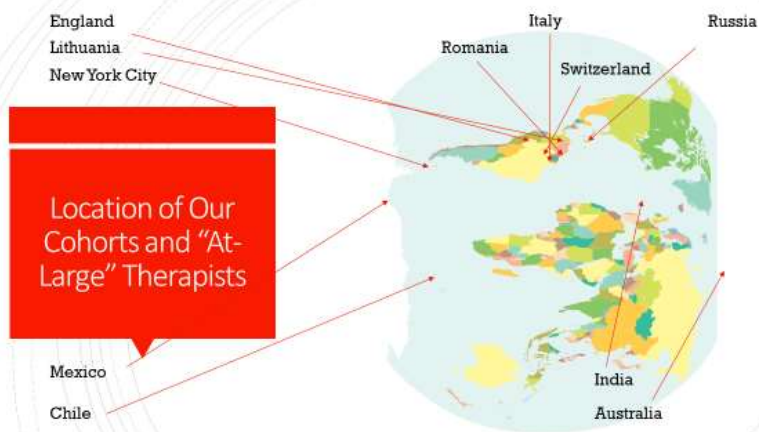 England
Lithuania
New York City
Italy
Romania
Switzerland
Russia
Location of Our
Cohorts and “At-
Large” Therapists
Mexico
Chile
India
Australia